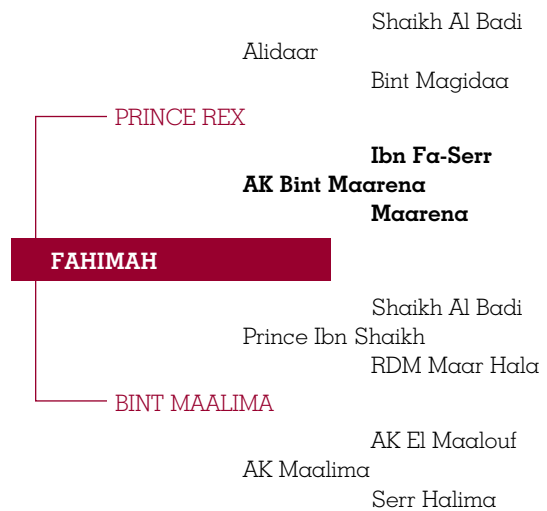 Shaikh Al Badi
Alidaar
Bint Magidaa
PRINCE REX
Ibn Fa-Serr
AK Bint Maarena
Maarena
FAHIMAH
Shaikh Al Badi
Prince Ibn Shaikh
RDM Maar Hala
BINT MAALIMA
AK El Maalouf
AK Maalima
Serr Halima